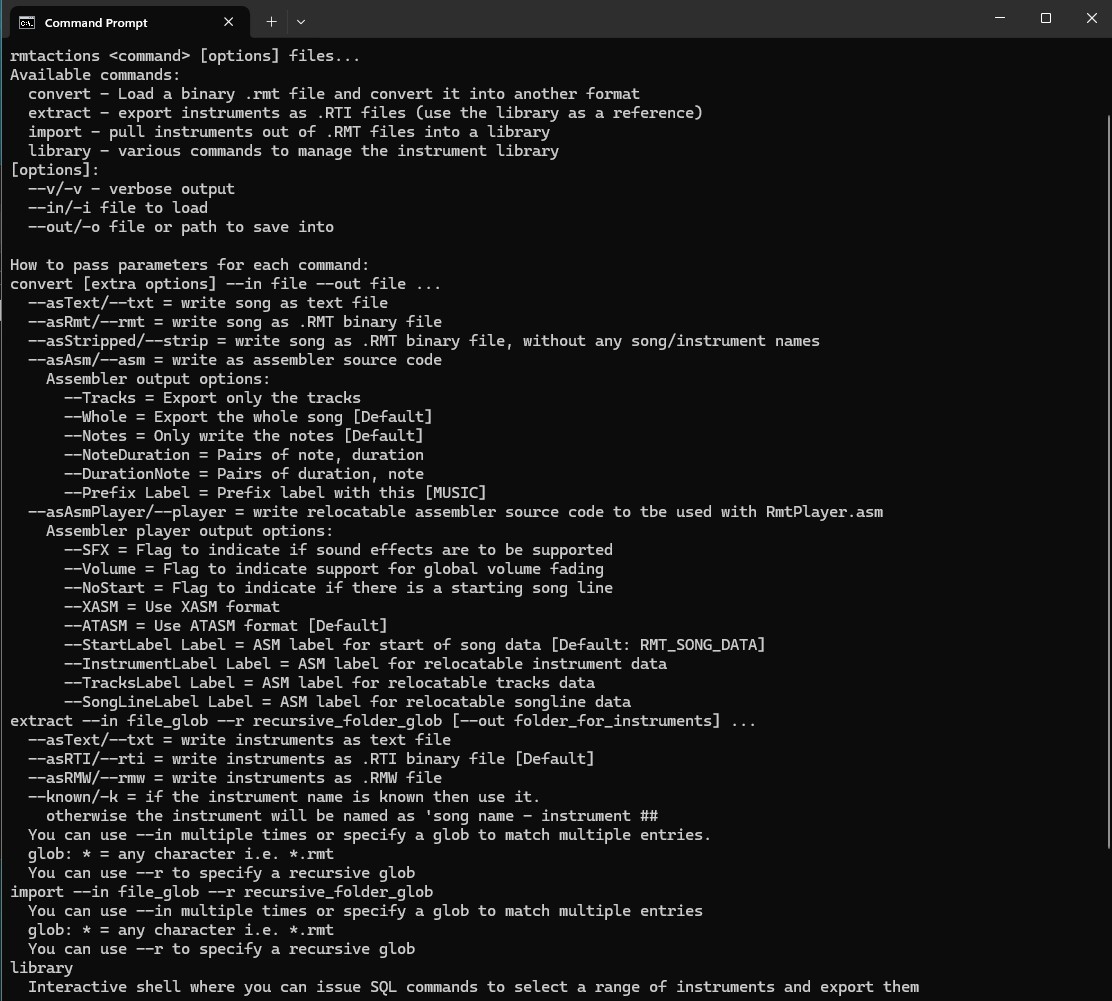 Command Prompt
rmtactions <command> [options] files...
Available commands:
  convert - Load a binary .rmt file and convert it into another format
  extract - export instruments as .RTI files (use the library as a reference)
  import - pull instruments out of .RMT files into a library
  library - various commands to manage the instrument library
[options]:
  --v/-v - verbose output
  --in/-i file to load
  --out/-o file or path to save into

How to pass parameters for each command:
convert [extra options] --in file --out file ...
  --asText/--txt = write song as text file
  --asRmt/--rmt = write song as .RMT binary file
  --asStripped/--strip = write song as .RMT binary file, without any song/instrument names
  --asAsm/--asm = write as assembler source code
    Assembler output options:
      --Tracks = Export only the tracks
      --Whole = Export the whole song [Default]
      --Notes = Only write the notes [Default]
      --NoteDuration = Pairs of note, duration
      --DurationNote = Pairs of duration, note
      --Prefix Label = Prefix label with this [MUSIC]
  --asAsmPlayer/--player = write relocatable assembler source code to tbe used with RmtPlayer.asm
    Assembler player output options:
      --SFX = Flag to indicate if sound effects are to be supported
      --Volume = Flag to indicate support for global volume fading
      --NoStart = Flag to indicate if there is a starting song line
      --XASM = Use XASM format
      --ATASM = Use ATASM format [Default]
      --StartLabel Label = ASM label for start of song data [Default: RMT_SONG_DATA]
      --InstrumentLabel Label = ASM label for relocatable instrument data
      --TracksLabel Label = ASM label for relocatable tracks data
      --SongLineLabel Label = ASM label for relocatable songline data
extract --in file_glob --r recursive_folder_glob [--out folder_for_instruments] ...
  --asText/--txt = write instruments as text file
  --asRTI/--rti = write instruments as .RTI binary file [Default]
  --asRMW/--rmw = write instruments as .RMW file
  --known/-k = if the instrument name is known then use it.
    otherwise the instrument will be named as 'song name - instrument ##
  You can use --in multiple times or specify a glob to match multiple entries.
  glob: * = any character i.e. *.rmt
  You can use --r to specify a recursive glob
import --in file_glob --r recursive_folder_glob
  You can use --in multiple times or specify a glob to match multiple entries
  glob: * = any character i.e. *.rmt
  You can use --r to specify a recursive glob
library
  Interactive shell where you can issue SQL commands to select a range of instruments and export them